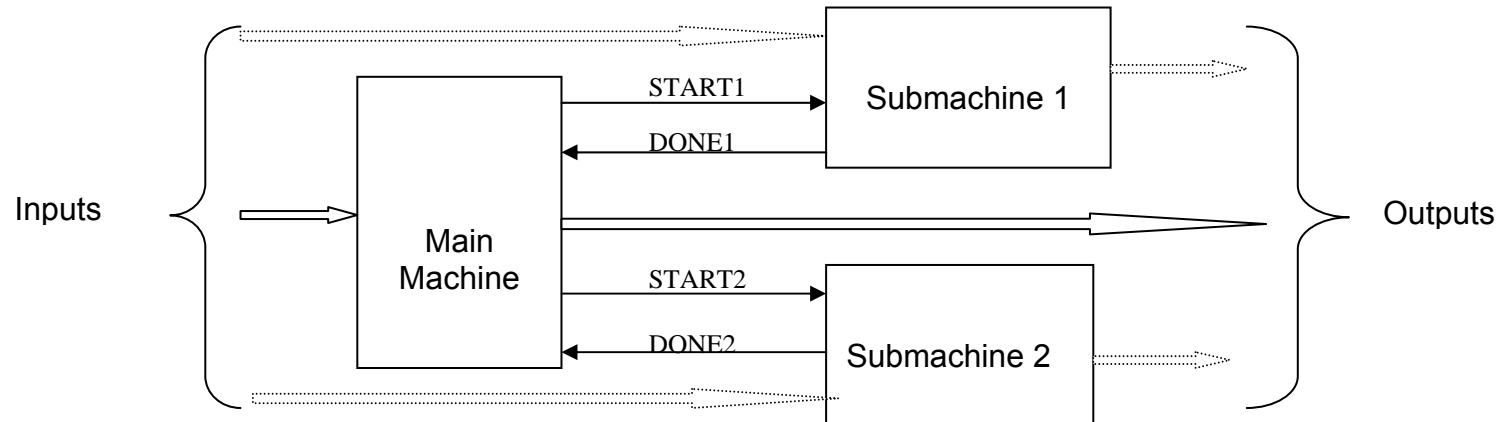 START1
Submachine 1
DONE1
Inputs
Outputs
Main
Machine
START2
DONE2
Submachine 2